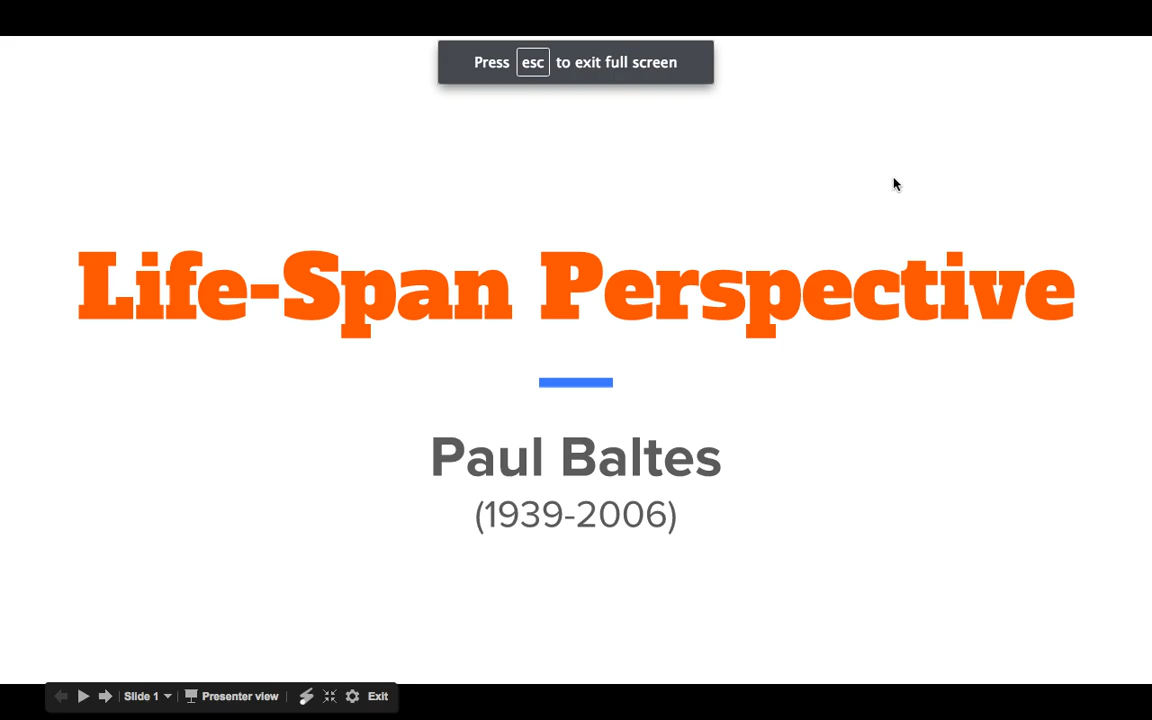 Press esc to exit full screen
Life-Span Perspective
Paul Baltes
(1939-2006)
Slide 1 Presenter view Exit